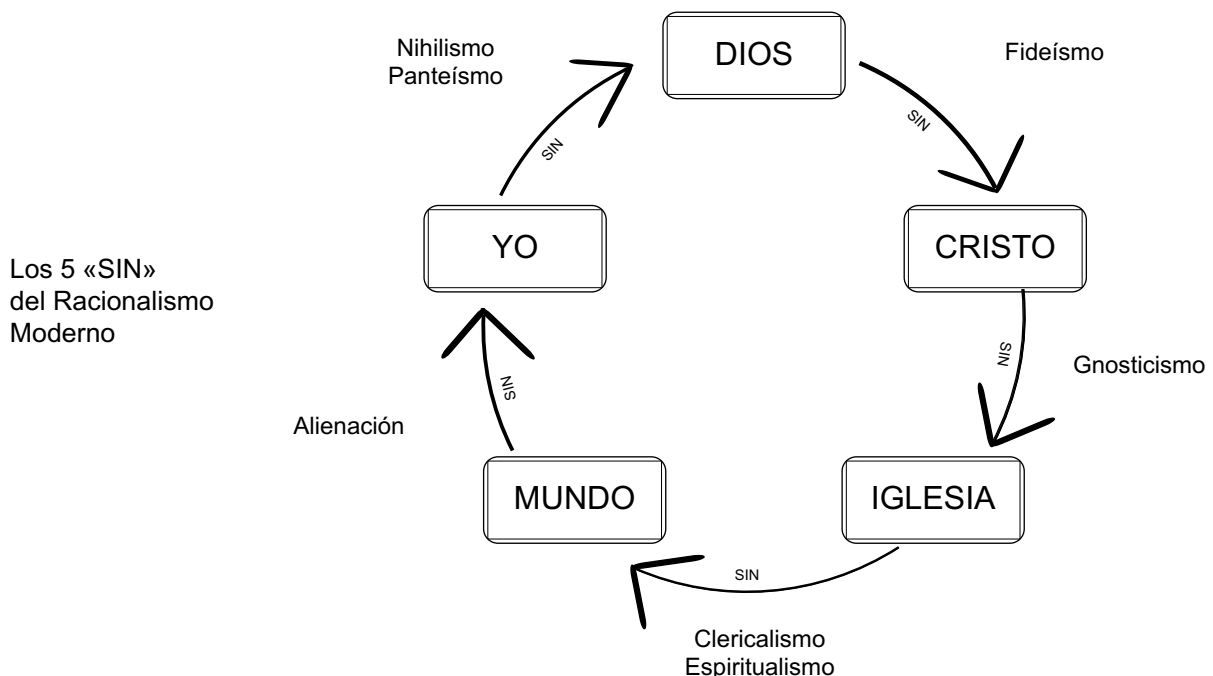 Los 5 «SIN»
del Racionalismo
Moderno
DIOS
SIN
Fideísmo
CRISTO
SIN
Gnosticismo
IGLESIA
SIN
Clericalismo
Espiritualismo
MUNDO
SIN
Alienación
YO
SIN
Nihilismo
Panteísmo